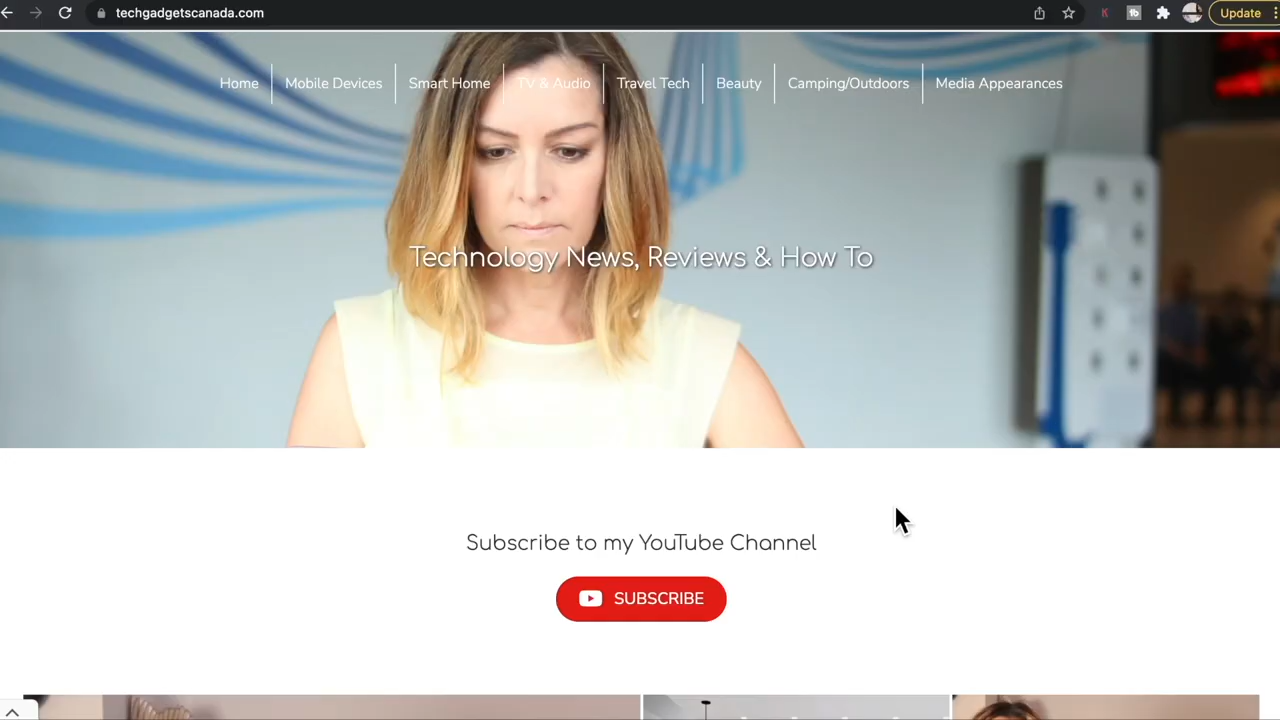 techgadgetscanada.com
Update
Home
Mobile Devices
Smart Home
TV & Audio
Travel Tech
Beauty
Camping/Outdoors
Media Appearances
Technology News, Reviews & How To
Subscribe to my YouTube Channel
SUBSCRIBE